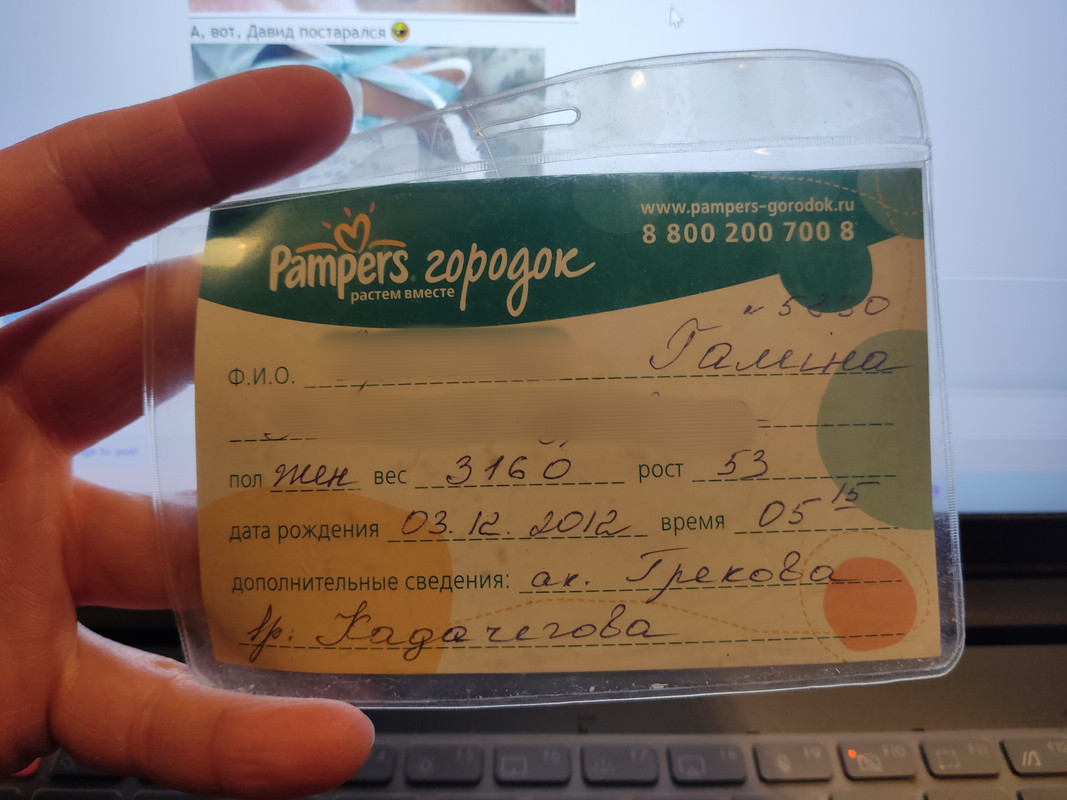 А, вот, Давид постарался
www.pampers-gorodok.ru
8 800 200 700 8
Pampers городок
растем вместе
Ф.И.О. Галина
пол жен вес 3160 рост 53
дата рождения 03.12.2012 время 05 15
дополнительные сведения: ак. Грекова
вр: Кадачегова